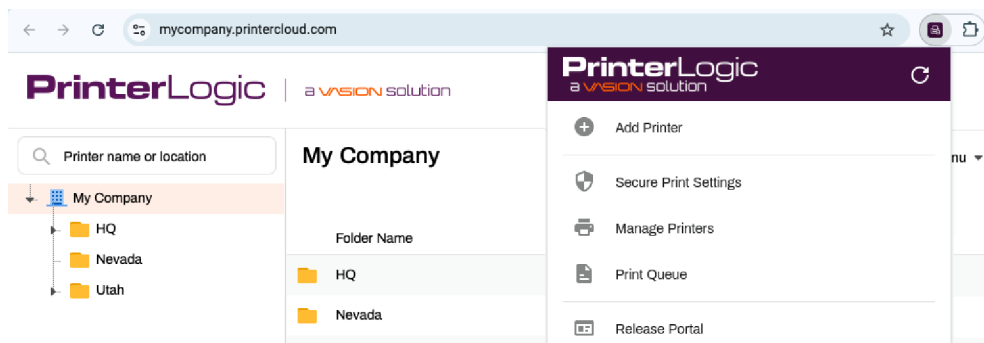 mycompany.printercloud.com
PrinterLogic
a VASION solution
Printer name or location
My Company
HQ
Nevada
Utah
My Company
Folder Name
HQ
Nevada
nu
PrinterLogic
a VASION solution
Add Printer
Secure Print Settings
Manage Printers
Print Queue
Release Portal